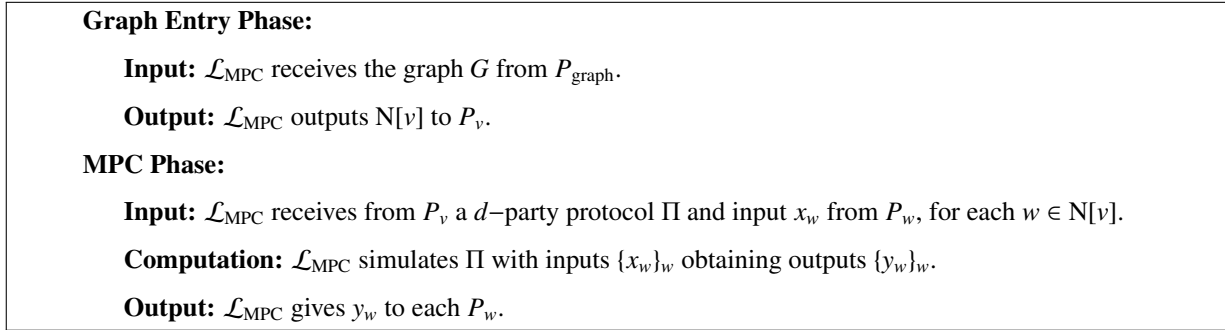 Graph Entry Phase:
Input: ℒ_MPC receives the graph G from P_graph.
Output: ℒ_MPC outputs N[v] to P_v.
MPC Phase:
Input: ℒ_MPC receives from P_v a d−party protocol Π and input x_w from P_w, for each w ∈ N[v].
Computation: ℒ_MPC simulates Π with inputs {x_w}_w obtaining outputs {y_w}_w.
Output: ℒ_MPC gives y_w to each P_w.